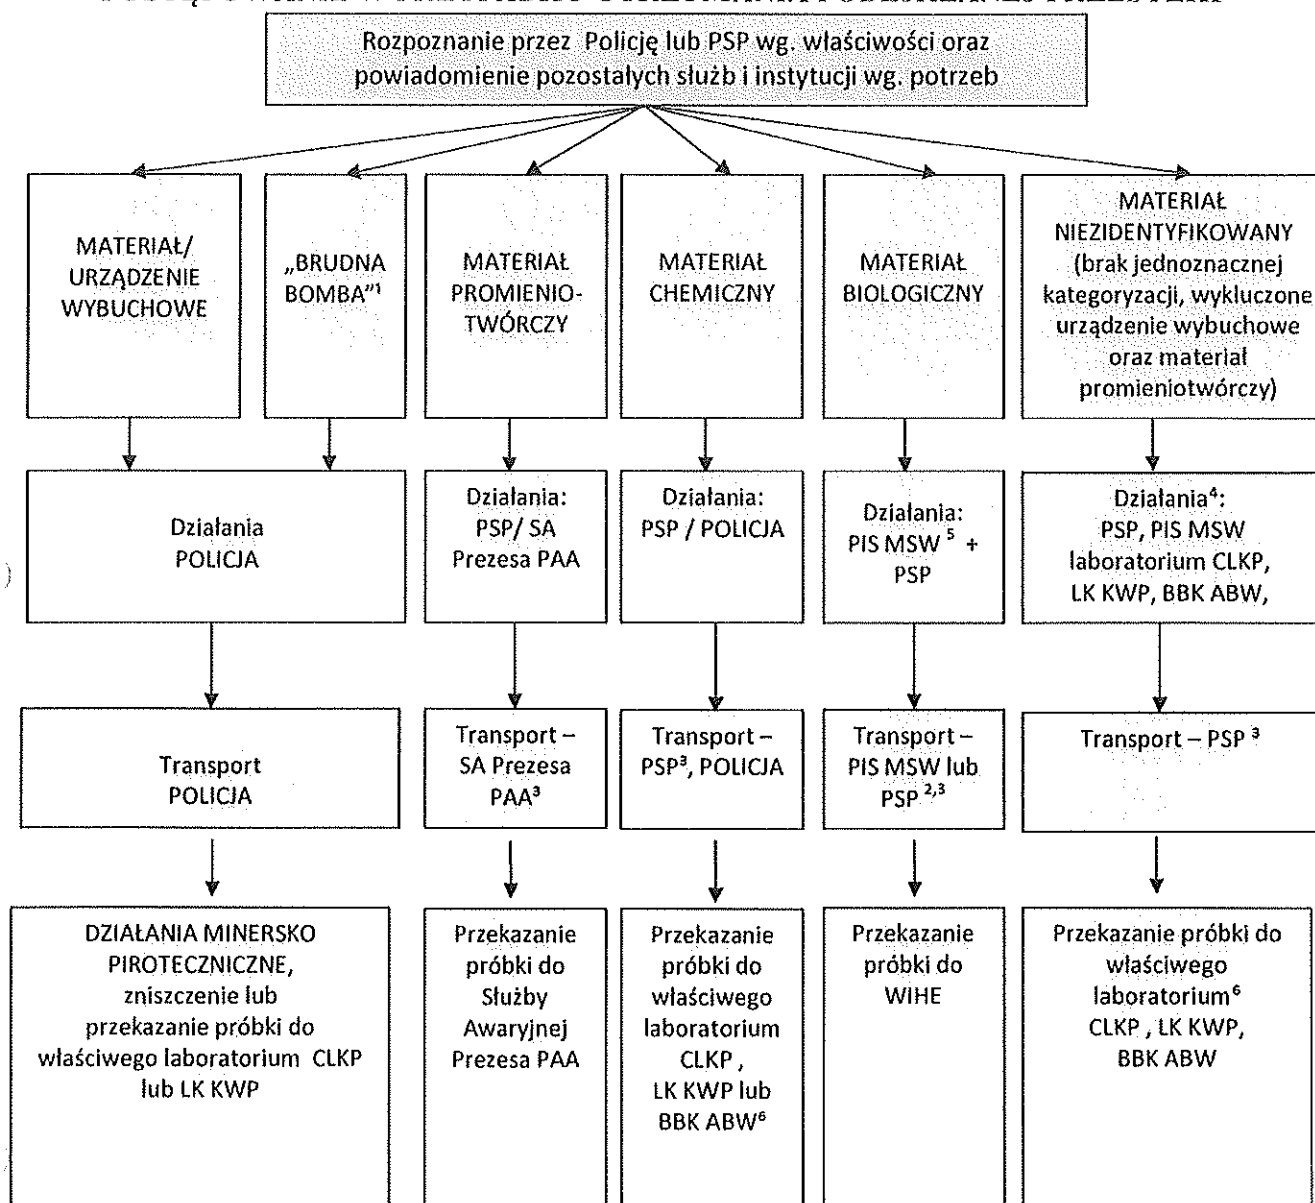 Rozpoznanie przez Policję lub PSP wg. właściwości oraz
powiadomienie pozostałych służb i instytucji wg. potrzeb
MATERIAŁ/
URZĄDZENIE
WYBUCHOWE
„BRUDNA
BOMBA”¹
MATERIAŁ
PROMIENIO-
TWÓRCZY
MATERIAŁ
CHEMICZNY
MATERIAŁ
BIOLOGICZNY
MATERIAŁ
NIEZIDENTYFIKOWANY
(brak jednoznacznej
kategoryzacji, wykluczone
urządzenie wybuchowe
oraz materiał
promieniotwórczy)
Działania
POLICJA
Działania:
PSP/ SA
Prezesa PAA
Działania:
PSP / POLICJA
Działania:
PIS MSW ⁵ +
PSP
Działania⁴:
PSP, PIS MSW
laboratorium CLKP,
LK KWP, BBK ABW,
Transport
POLICJA
Transport –
SA Prezesa
PAA³
Transport –
PSP³, POLICJA
Transport –
PIS MSW lub
PSP ²,³
Transport – PSP ³
DZIAŁANIA MINERSKO
PIROTECZNICZNE,
zniszczenie lub
przekazanie próbki do
właściwego laboratorium CLKP
lub LK KWP
Przekazanie
próbki do
Służby
Awaryjnej
Prezesa PAA
Przekazanie
próbki do
właściwego
laboratorium
CLKP ,
LK KWP lub
BBK ABW⁶
Przekazanie
próbki do
WIHE
Przekazanie próbki do
właściwego
laboratorium⁶
CLKP , LK KWP,
BBK ABW